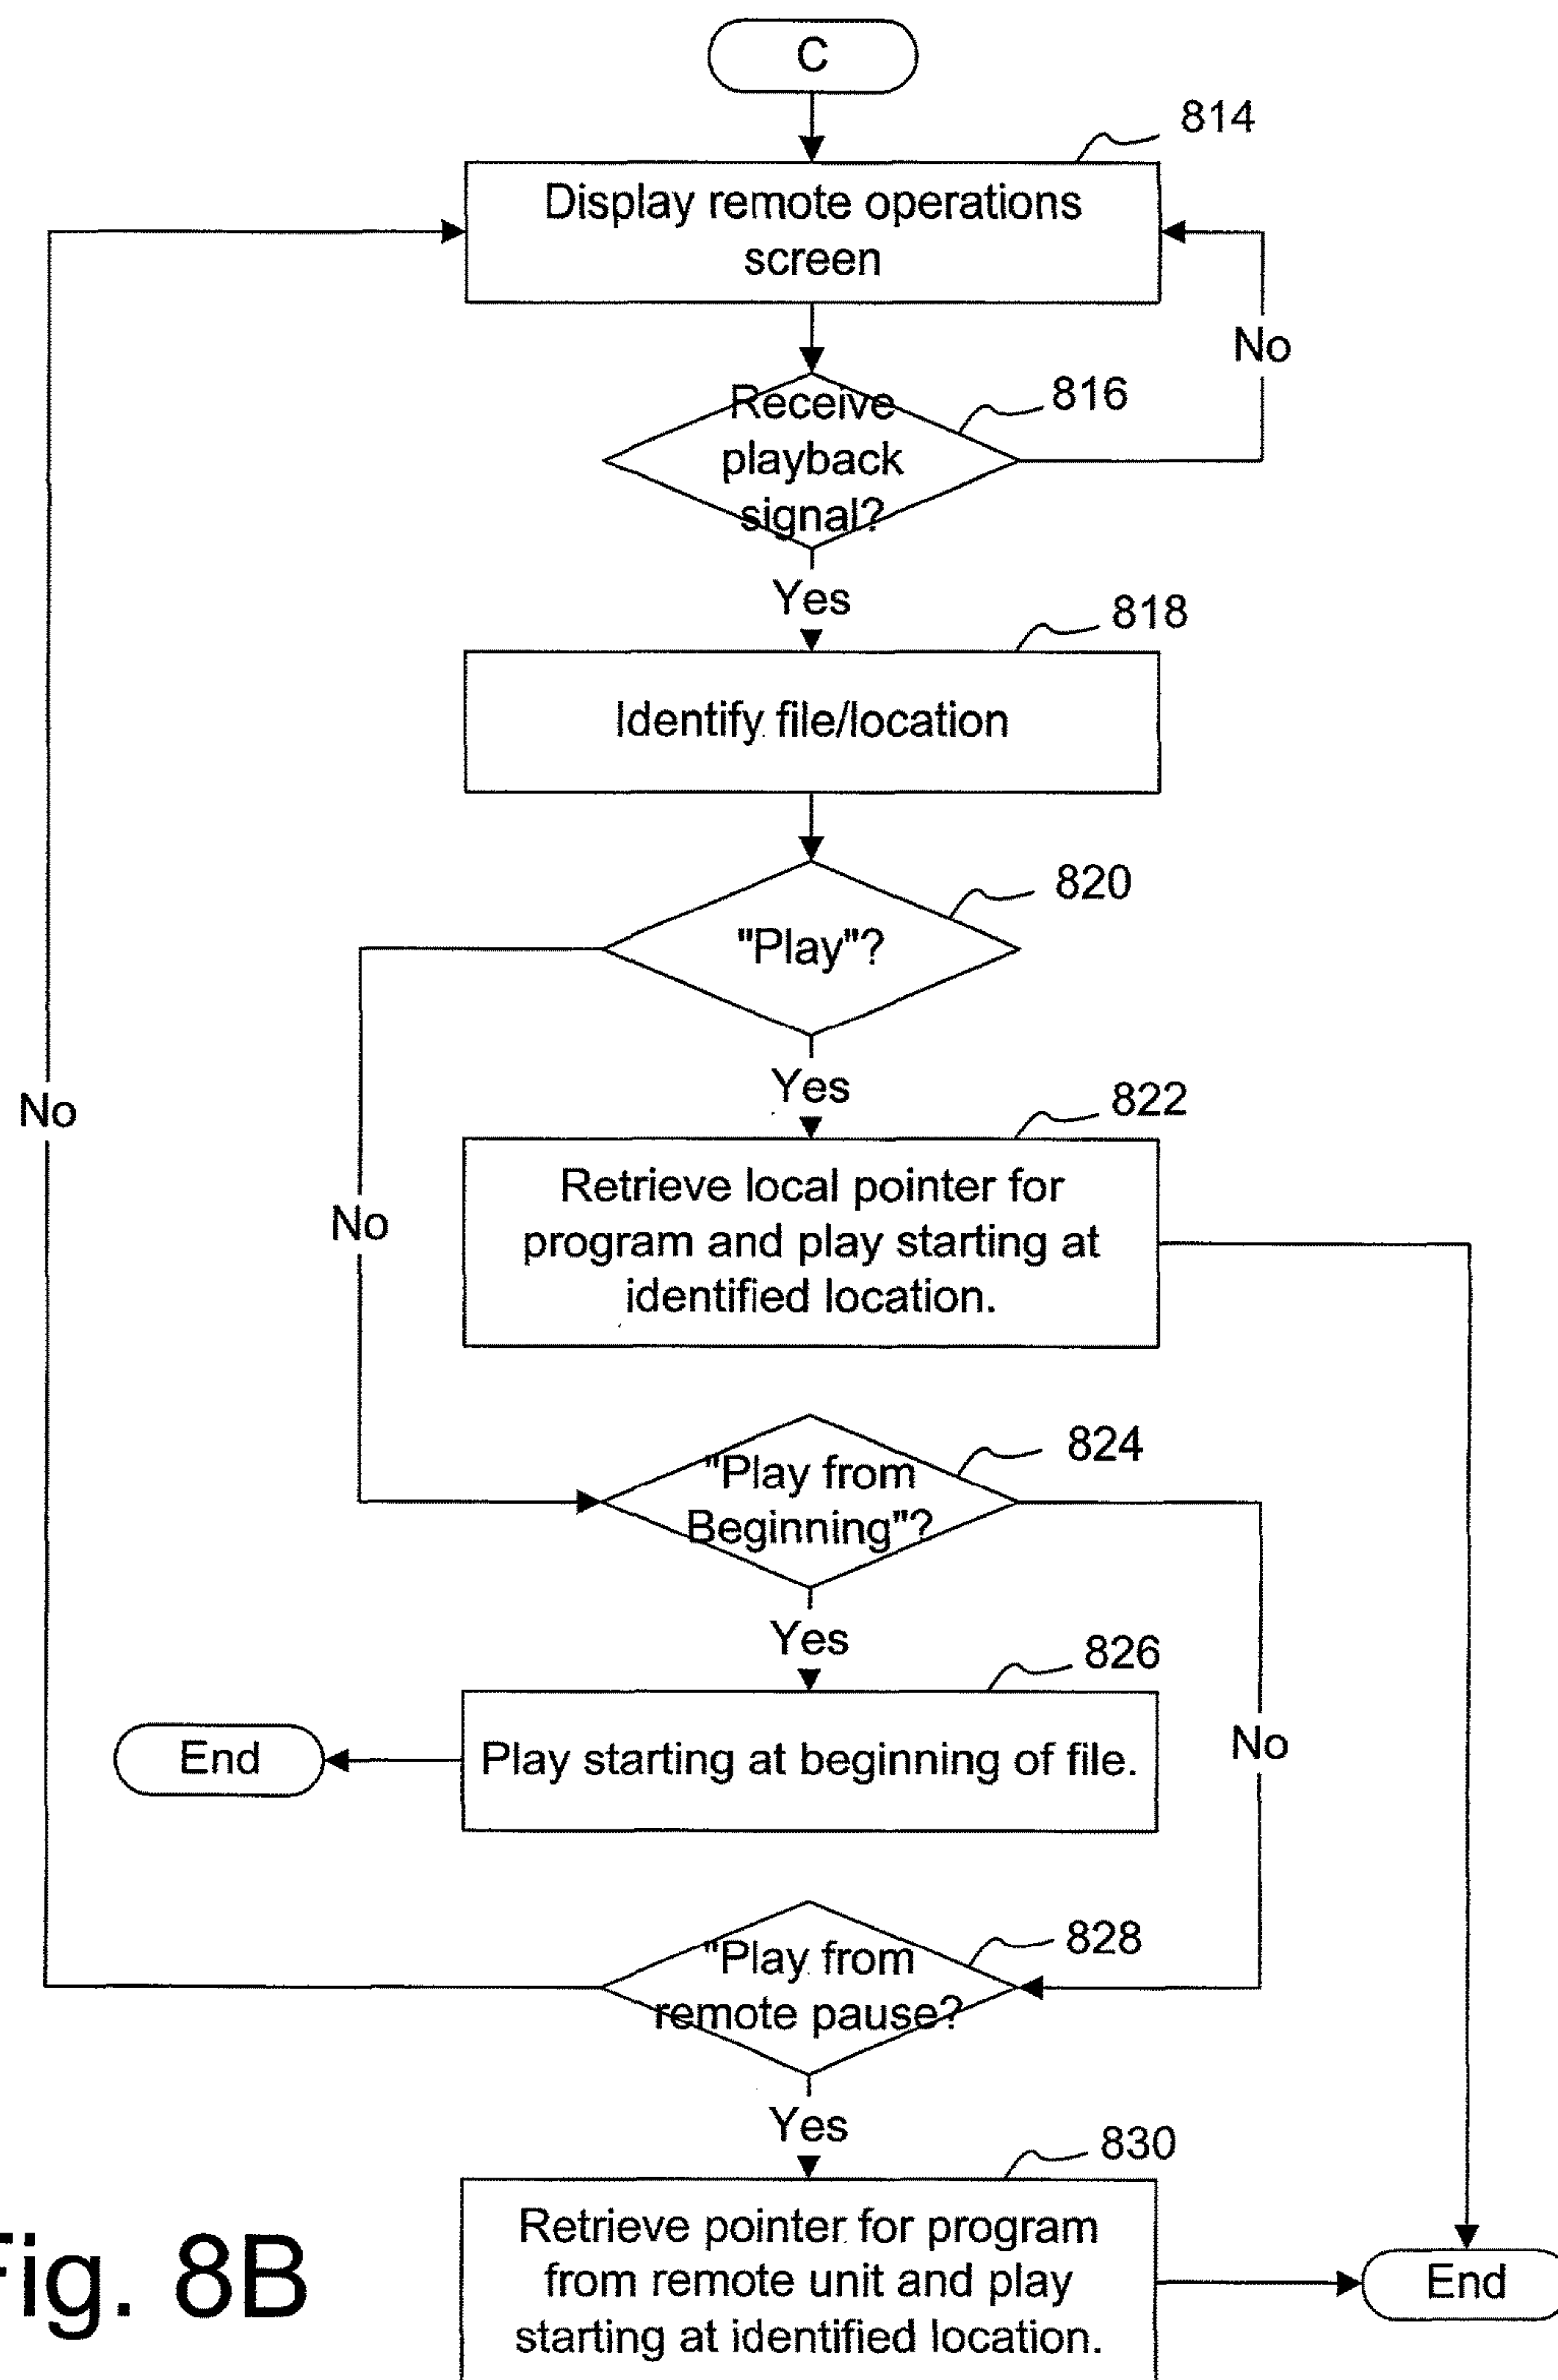 C
814
Display remote operations
screen
No
816
Receive
playback
signal?
Yes
818
Identify file/location
820
"Play"?
Yes
No
822
Retrieve local pointer for
program and play starting at
identified location.
No
824
"Play from
Beginning"?
Yes
826
End
Play starting at beginning of file.
No
828
"Play from
remote pause?
Yes
830
Retrieve pointer for program
from remote unit and play
starting at identified location.
End
Fig. 8B